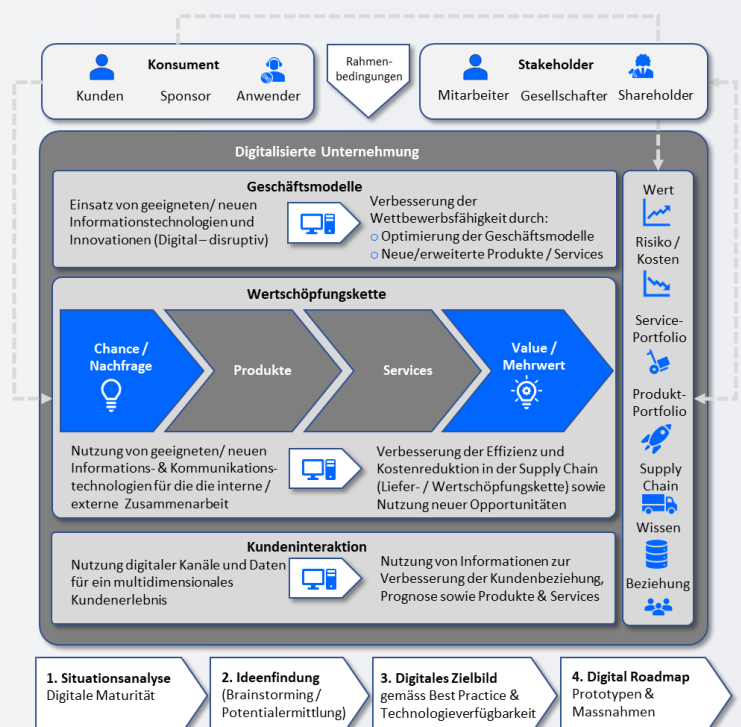 Konsument
Kunden Sponsor Anwender
Rahmen-
bedingungen
Stakeholder
Mitarbeiter Gesellschafter Shareholder
Digitalisierte Unternehmung
Geschäftsmodelle
Einsatz von geeigneten/ neuen
Informationstechnologien und
Innovationen (Digital – disruptiv)
Verbesserung der
Wettbewerbsfähigkeit durch:
o Optimierung der Geschäftsmodelle
o Neue/erweiterte Produkte / Services
Wertschöpfungskette
Chance /
Nachfrage
Produkte
Services
Value /
Mehrwert
Nutzung von geeigneten/ neuen
Informations- & Kommunikations-
technologien für die die interne /
externe Zusammenarbeit
Verbesserung der Effizienz und
Kostenreduktion in der Supply Chain
(Liefer- / Wertschöpfungskette) sowie
Nutzung neuer Opportunitäten
Kundeninteraktion
Nutzung digitaler Kanäle und Daten
für ein multidimensionales
Kundenerlebnis
Nutzung von Informationen zur
Verbesserung der Kundenbeziehung,
Prognose sowie Produkte & Services
Wert
Risiko /
Kosten
Service-
Portfolio
Produkt-
Portfolio
Supply
Chain
Wissen
Beziehung
1. Situationsanalyse
Digitale Maturität
2. Ideenfindung
(Brainstorming /
Potentialermittlung)
3. Digitales Zielbild
gemäss Best Practice &
Technologieverfügbarkeit
4. Digital Roadmap
Prototypen &
Massnahmen